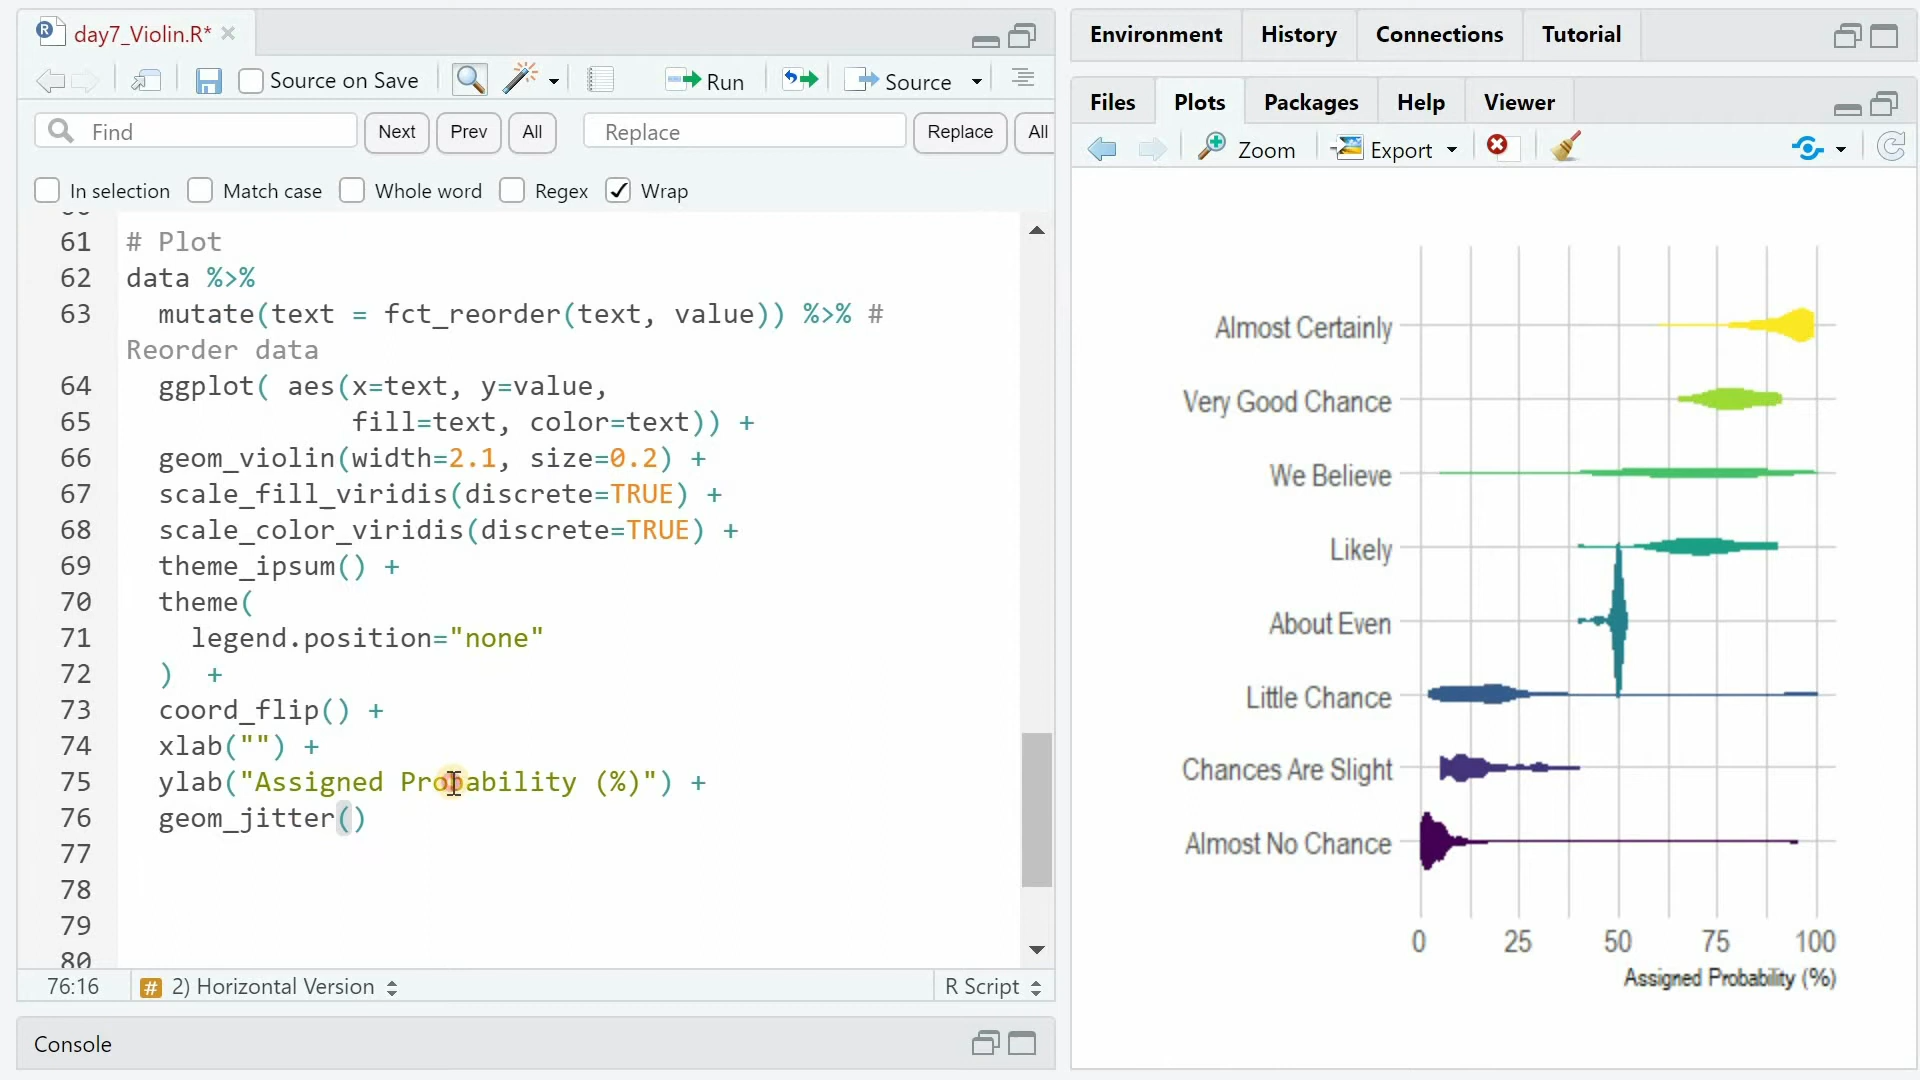 day7_Violin.R*
Source on Save
Run
Source
Find
Next
Prev
All
Replace
Replace
All
In selection
Match case
Whole word
Regex
Wrap
61 # Plot
62 data %>%
63 mutate(text = fct_reorder(text, value)) %>% #
Reorder data
64 ggplot( aes(x=text, y=value,
65 fill=text, color=text)) +
66 geom_violin(width=2.1, size=0.2) +
67 scale_fill_viridis(discrete=TRUE) +
68 scale_color_viridis(discrete=TRUE) +
69 theme_ipsum() +
70 theme(
71 legend.position="none"
72 ) +
73 coord_flip() +
74 xlab("") +
75 ylab("Assigned Probability (%)") +
76 geom_jitter()
77
78
79
80
76:16
# 2) Horizontal Version
R Script
Console
Environment
History
Connections
Tutorial
Files
Plots
Packages
Help
Viewer
Zoom
Export
Almost Certainly
Very Good Chance
We Believe
Likely
About Even
Little Chance
Chances Are Slight
Almost No Chance
0 25 50 75 100
Assigned Probability (%)